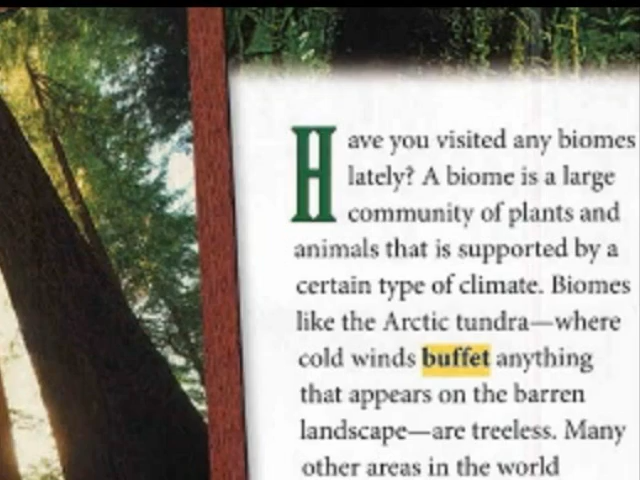 Have you visited any biomes
lately? A biome is a large
community of plants and
animals that is supported by a
certain type of climate. Biomes
like the Arctic tundra—where
cold winds buffet anything
that appears on the barren
landscape—are treeless. Many
other areas in the world